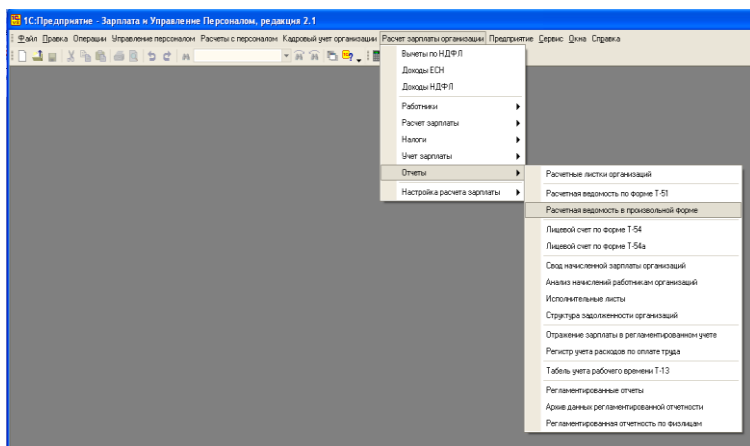 1С:Предприятие - Зарплата и Управление Персоналом, редакция 2.1
Файл Правка Операции Управление персоналом Расчеты с персоналом Кадровый учет организации Расчет зарплаты организации Предприятие Сервис Окна Справка
Вычеты по НДФЛ
Доходы ЕСН
Доходы НДФЛ
Работники
Расчет зарплаты
Налоги
Учет зарплаты
Отчеты
Настройка расчета зарплаты
Расчетные листки организаций
Расчетная ведомость по форме Т-51
Расчетная ведомость в произвольной форме
Лицевой счет по форме Т-54
Лицевой счет по форме Т-54а
Свод начисленной зарплаты организаций
Анализ начислений работникам организаций
Исполнительные листы
Структура задолженности организаций
Отражение зарплаты в регламентированном учете
Регистр учета расходов по оплате труда
Табель учета рабочего времени Т-13
Регламентированные отчеты
Архив данных регламентированной отчетности
Регламентированная отчетность по физлицам